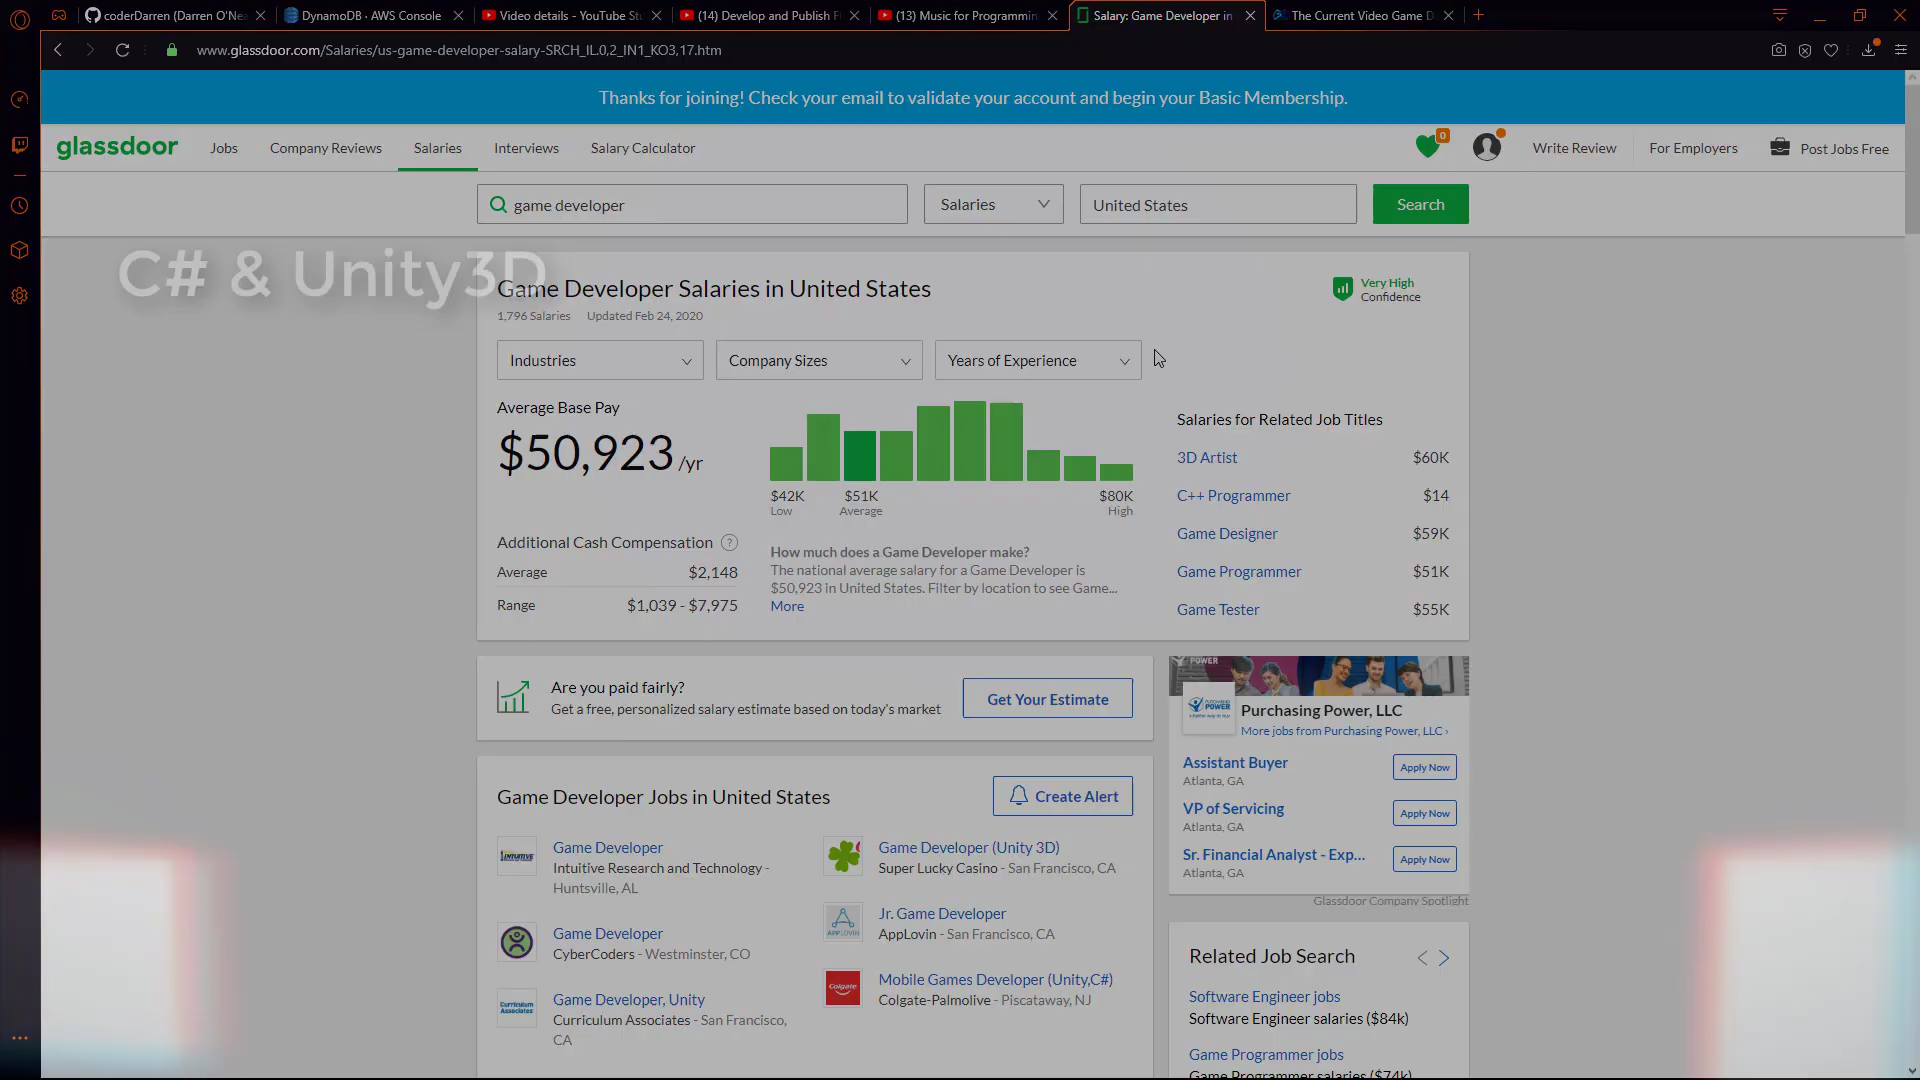 coderDarren (Darren O'Nea
DynamoDB · AWS Console
Video details - YouTube St
(14) Develop and Publish F
(13) Music for Programmin
Salary: Game Developer in
The Current Video Game D
www.glassdoor.com/Salaries/us-game-developer-salary-SRCH_IL.0,2_IN1_KO3,17.htm
Thanks for joining! Check your email to validate your account and begin your Basic Membership.
glassdoor
Jobs
Company Reviews
Salaries
Interviews
Salary Calculator
0
Write Review
For Employers
Post Jobs Free
game developer
Salaries
United States
Search
C# & Unity3D
Game Developer Salaries in United States
1,796 Salaries Updated Feb 24, 2020
Very High
Confidence
Industries
Company Sizes
Years of Experience
Average Base Pay
$50,923 /yr
$42K
Low
$51K
Average
$80K
High
Additional Cash Compensation ?
Average $2,148
Range $1,039 - $7,975
How much does a Game Developer make?
The national average salary for a Game Developer is
$50,923 in United States. Filter by location to see Game...
More
Salaries for Related Job Titles
3D Artist $60K
C++ Programmer $14
Game Designer $59K
Game Programmer $51K
Game Tester $55K
Are you paid fairly?
Get a free, personalized salary estimate based on today's market
Get Your Estimate
POWER
PURCHASING
POWER
Purchasing Power, LLC
More jobs from Purchasing Power, LLC ›
Assistant Buyer
Atlanta, GA
Apply Now
VP of Servicing
Atlanta, GA
Apply Now
Sr. Financial Analyst - Exp...
Atlanta, GA
Apply Now
Glassdoor Company Spotlight
Game Developer Jobs in United States
Create Alert
INTUITIVE
Game Developer
Intuitive Research and Technology -
Huntsville, AL
Game Developer
CyberCoders - Westminster, CO
Curriculum
Associates
Game Developer, Unity
Curriculum Associates - San Francisco,
CA
Game Developer (Unity 3D)
Super Lucky Casino - San Francisco, CA
APPLOVIN
Jr. Game Developer
AppLovin - San Francisco, CA
Colgate
Mobile Games Developer (Unity,C#)
Colgate-Palmolive - Piscataway, NJ
Related Job Search
Software Engineer jobs
Software Engineer salaries ($84k)
Game Programmer jobs
Game Programmer salaries ($74k)